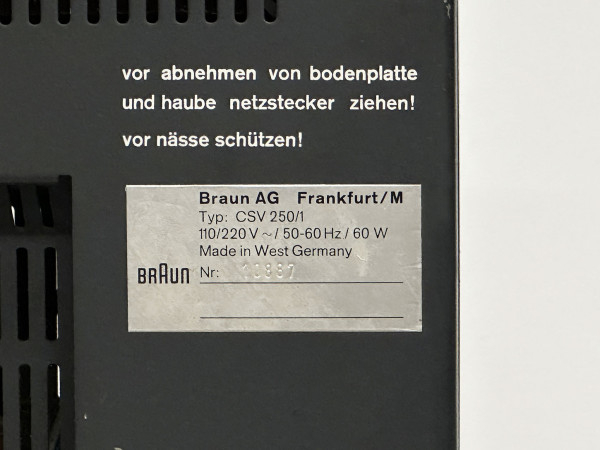 vor abnehmen von bodenplatte
und haube netzstecker ziehen!
vor nässe schützen!
Braun AG Frankfurt/M
Typ: CSV 250/1
110/220 V ~/ 50-60 Hz / 60 W
Made in West Germany
BRAUN Nr: